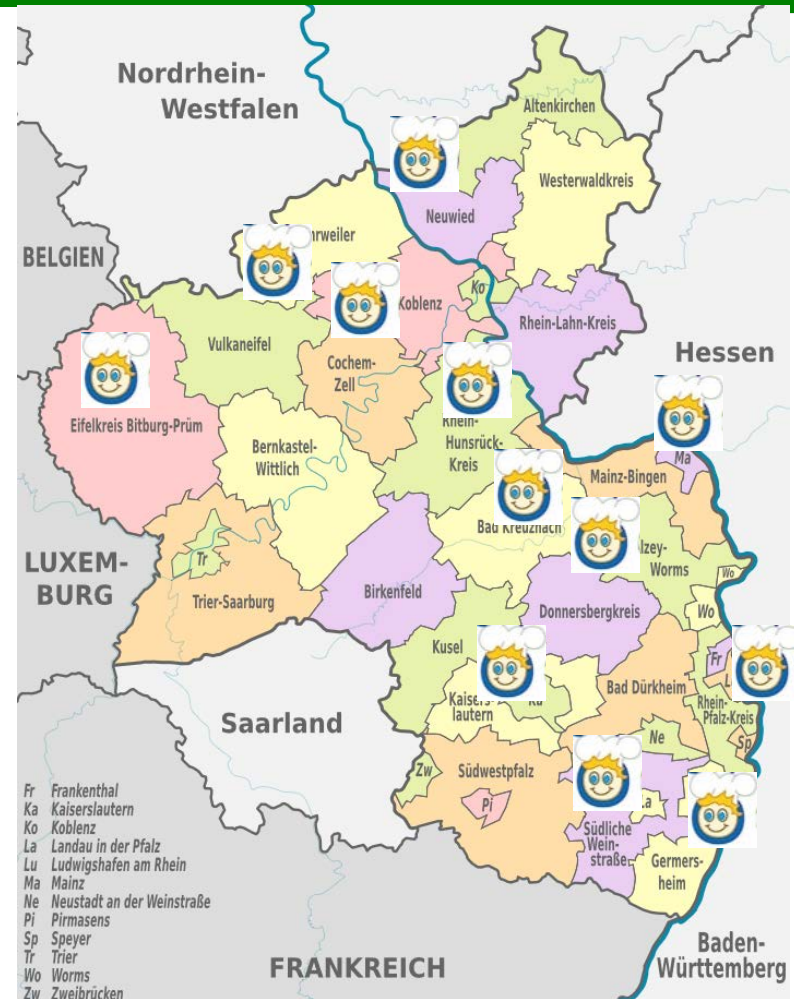 Nordrhein-
Westfalen
Altenkirchen
Westerwaldkreis
Neuwied
BELGIEN
Koblenz
Ko
Rhein-Lahn-Kreis
Vulkaneifel
Cochem-
Zell
Hessen
Eifelkreis Bitburg-Prüm
Rhein-
Hunsrück-
Kreis
Bernkastel-
Wittlich
Ma
Mainz-Bingen
Bad Kreuznach
Worms
Wo
LUXEM-
BURG
Tr
Trier-Saarburg
Birkenfeld
Donnersbergkreis
Wo
Kusel
Fr
Bad Dürkheim
Kaisers-
lautern
Ka
Rhein-
Pfalz-Kreis
Saarland
Ne
Sp
Zw
Südwestpfalz
Pi
La
Südliche
Wein-
straße
Germers-
heim
Fr Frankenthal
Ka Kaiserslautern
Ko Koblenz
La Landau in der Pfalz
Lu Ludwigshafen am Rhein
Ma Mainz
Ne Neustadt an der Weinstraße
Pi Pirmasens
Sp Speyer
Tr Trier
Wo Worms
Zw Zweibrücken
FRANKREICH
Baden-
Württemberg